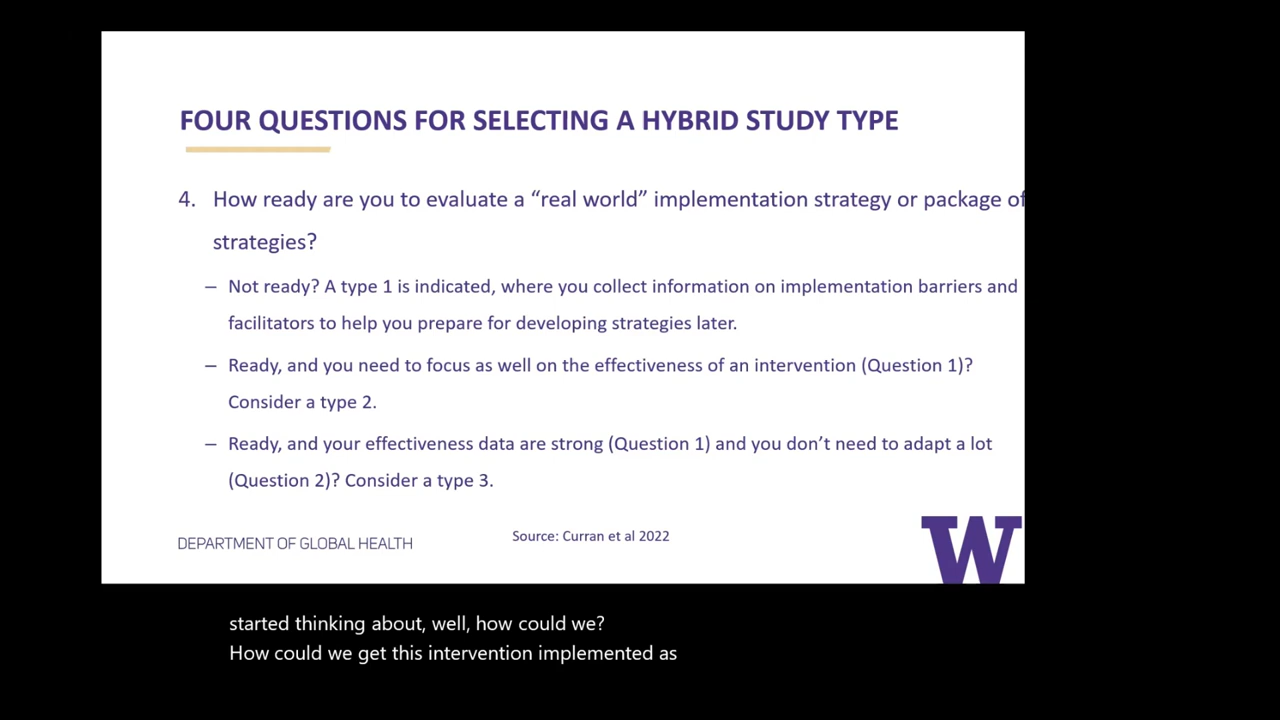 FOUR QUESTIONS FOR SELECTING A HYBRID STUDY TYPE
4. How ready are you to evaluate a “real world” implementation strategy or package of
strategies?
– Not ready? A type 1 is indicated, where you collect information on implementation barriers and
facilitators to help you prepare for developing strategies later.
– Ready, and you need to focus as well on the effectiveness of an intervention (Question 1)?
Consider a type 2.
– Ready, and your effectiveness data are strong (Question 1) and you don’t need to adapt a lot
(Question 2)? Consider a type 3.
Source: Curran et al 2022
DEPARTMENT OF GLOBAL HEALTH
W
started thinking about, well, how could we?
How could we get this intervention implemented as